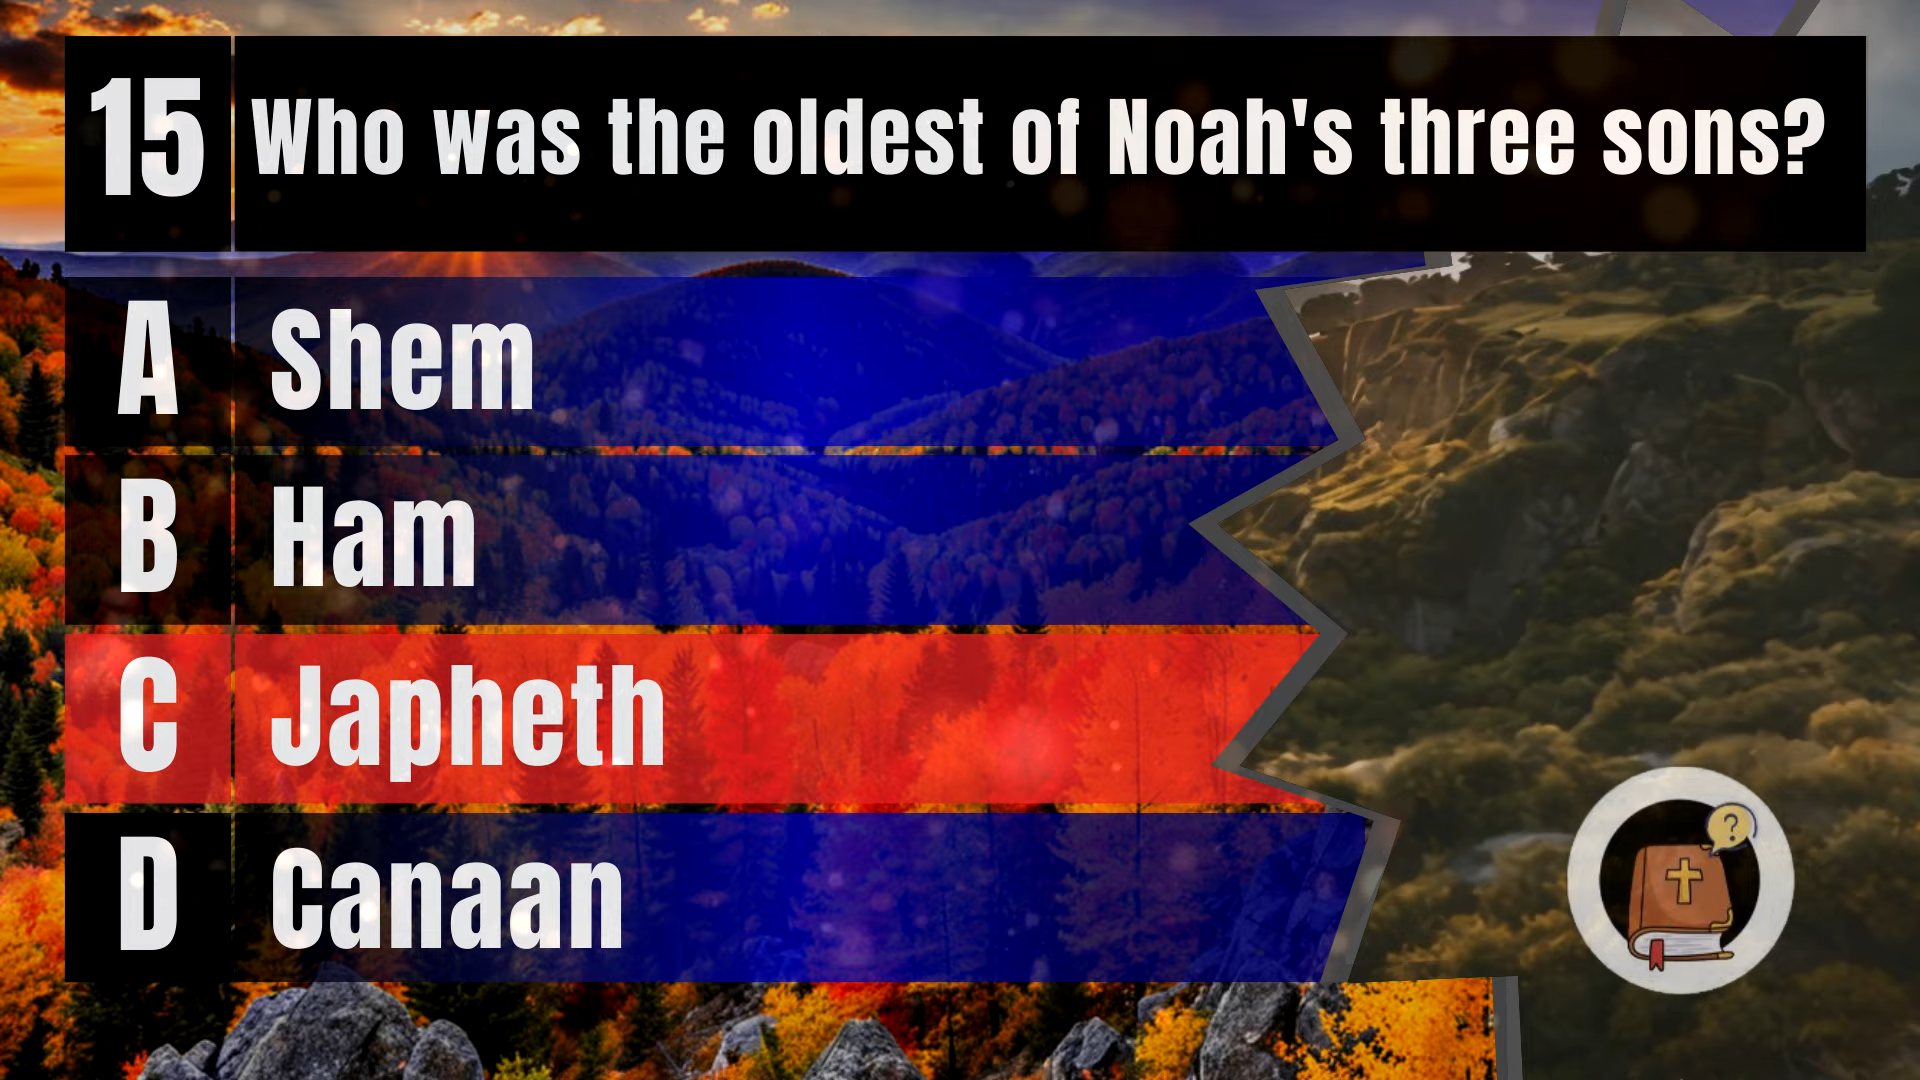 15 Who was the oldest of Noah's three sons?
A Shem
B Ham
C Japheth
D Canaan
?